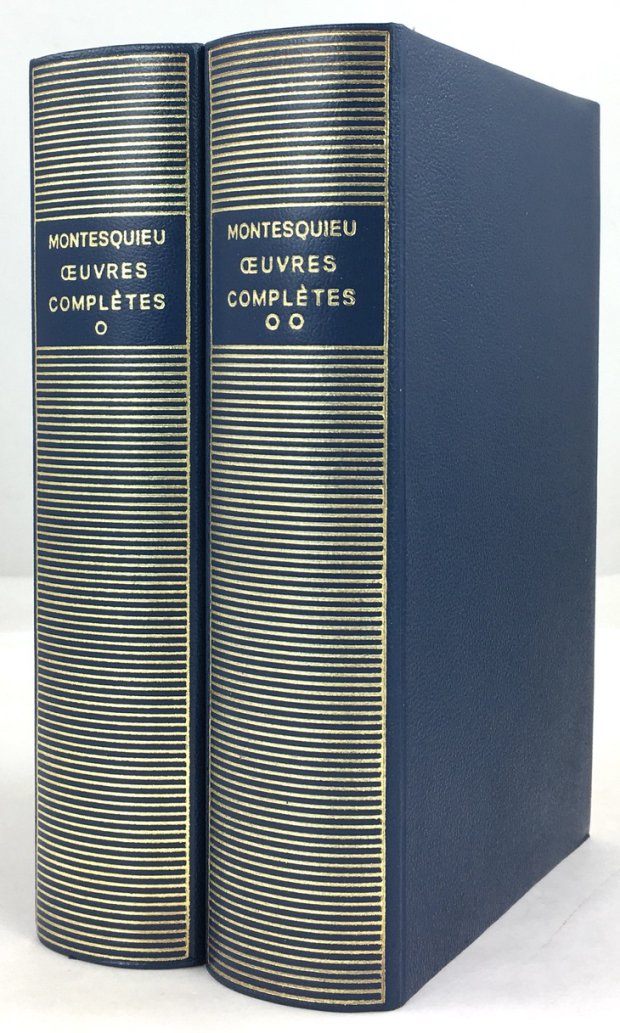 MONTESQUIEU
ŒUVRES
COMPLÈTES
O
MONTESQUIEU
ŒUVRES
COMPLÈTES
O O